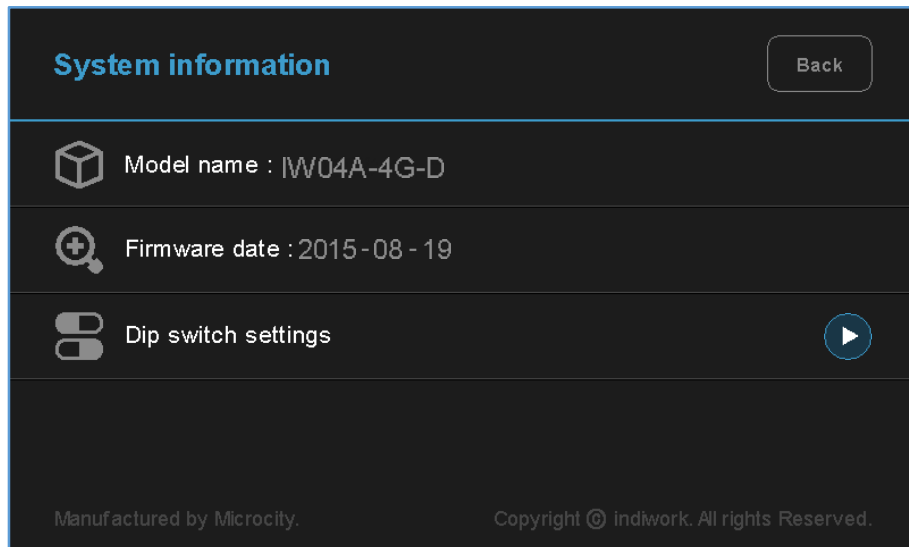 System information
Back
Model name : IW04A-4G-D
Firmware date : 2015-08-19
Dip switch settings
Manufactured by Microcity.
Copyright © indiwork. All rights Reserved.